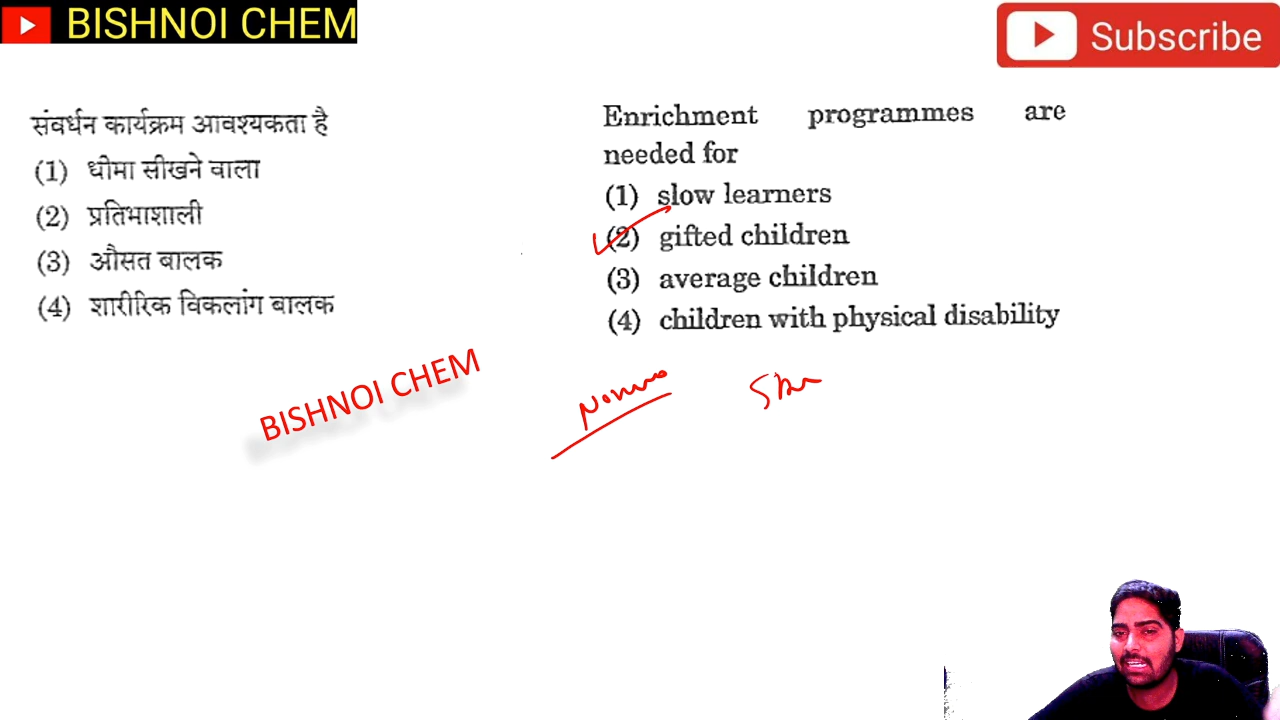 BISHNOI CHEM
Subscribe
संवर्धन कार्यक्रम आवश्यकता है
(1) धीमा सीखने वाला
(2) प्रतिभाशाली
(3) औसत बालक
(4) शारीरिक विकलांग बालक
Enrichment programmes are
needed for
(1) slow learners
(2) gifted children
(3) average children
(4) children with physical disability
BISHNOI CHEM